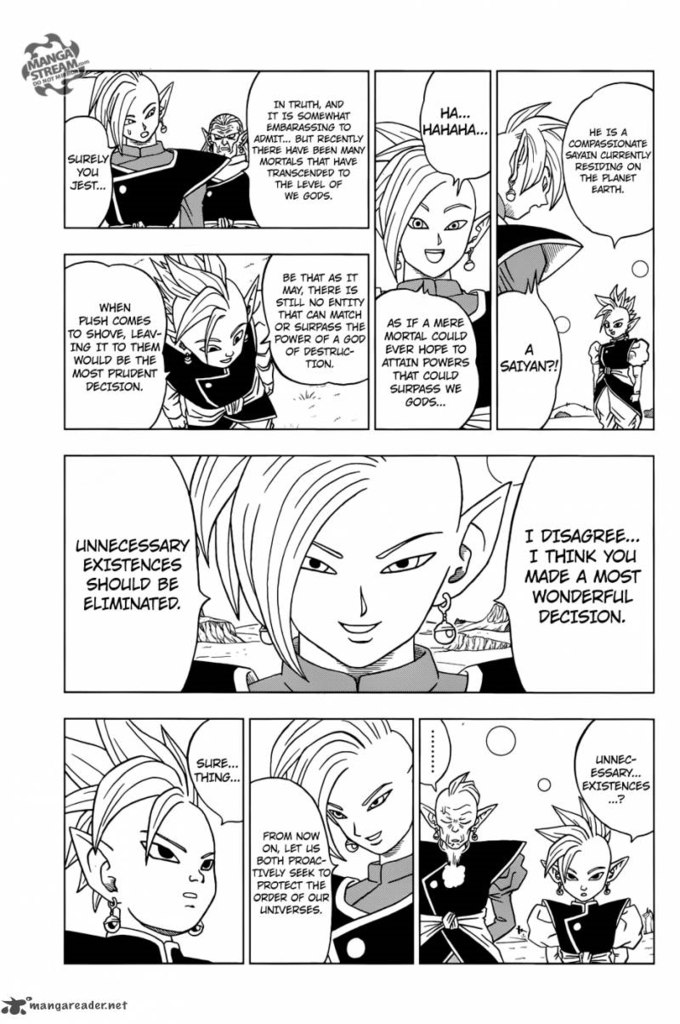 MANGA
STREAM
HE IS A
COMPASSIONATE
SAYAIN CURRENTLY
RESIDING ON
THE PLANET
EARTH.
A
SAIYAN?!
HA...
HAHAHA...
AS IF A MERE
MORTAL COULD
EVER HOPE TO
ATTAIN POWERS
THAT COULD
SURPASS WE
GODS...
IN TRUTH, AND
IT IS SOMEWHAT
EMBARASSING TO
ADMIT... BUT RECENTLY
THERE HAVE BEEN MANY
MORTALS THAT HAVE
TRANSCENDED TO
THE LEVEL OF
WE GODS.
SURELY
YOU
JEST...
BE THAT AS IT
MAY, THERE IS
STILL NO ENTITY
THAT CAN MATCH
OR SURPASS THE
POWER OF A GOD
OF DESTRUC-
TION.
WHEN
PUSH COMES
TO SHOVE, LEAV-
ING IT TO THEM
WOULD BE THE
MOST PRUDENT
DECISION.
I DISAGREE...
I THINK YOU
MADE A MOST
WONDERFUL
DECISION.
UNNECESSARY
EXISTENCES
SHOULD BE
ELIMINATED.
UNNEC-
ESSARY...
EXISTENCES
...?
FROM NOW
ON, LET US
BOTH PROAC-
TIVELY SEEK TO
PROTECT THE
ORDER OF OUR
UNIVERSES.
SURE...
THING...
mangareader.net